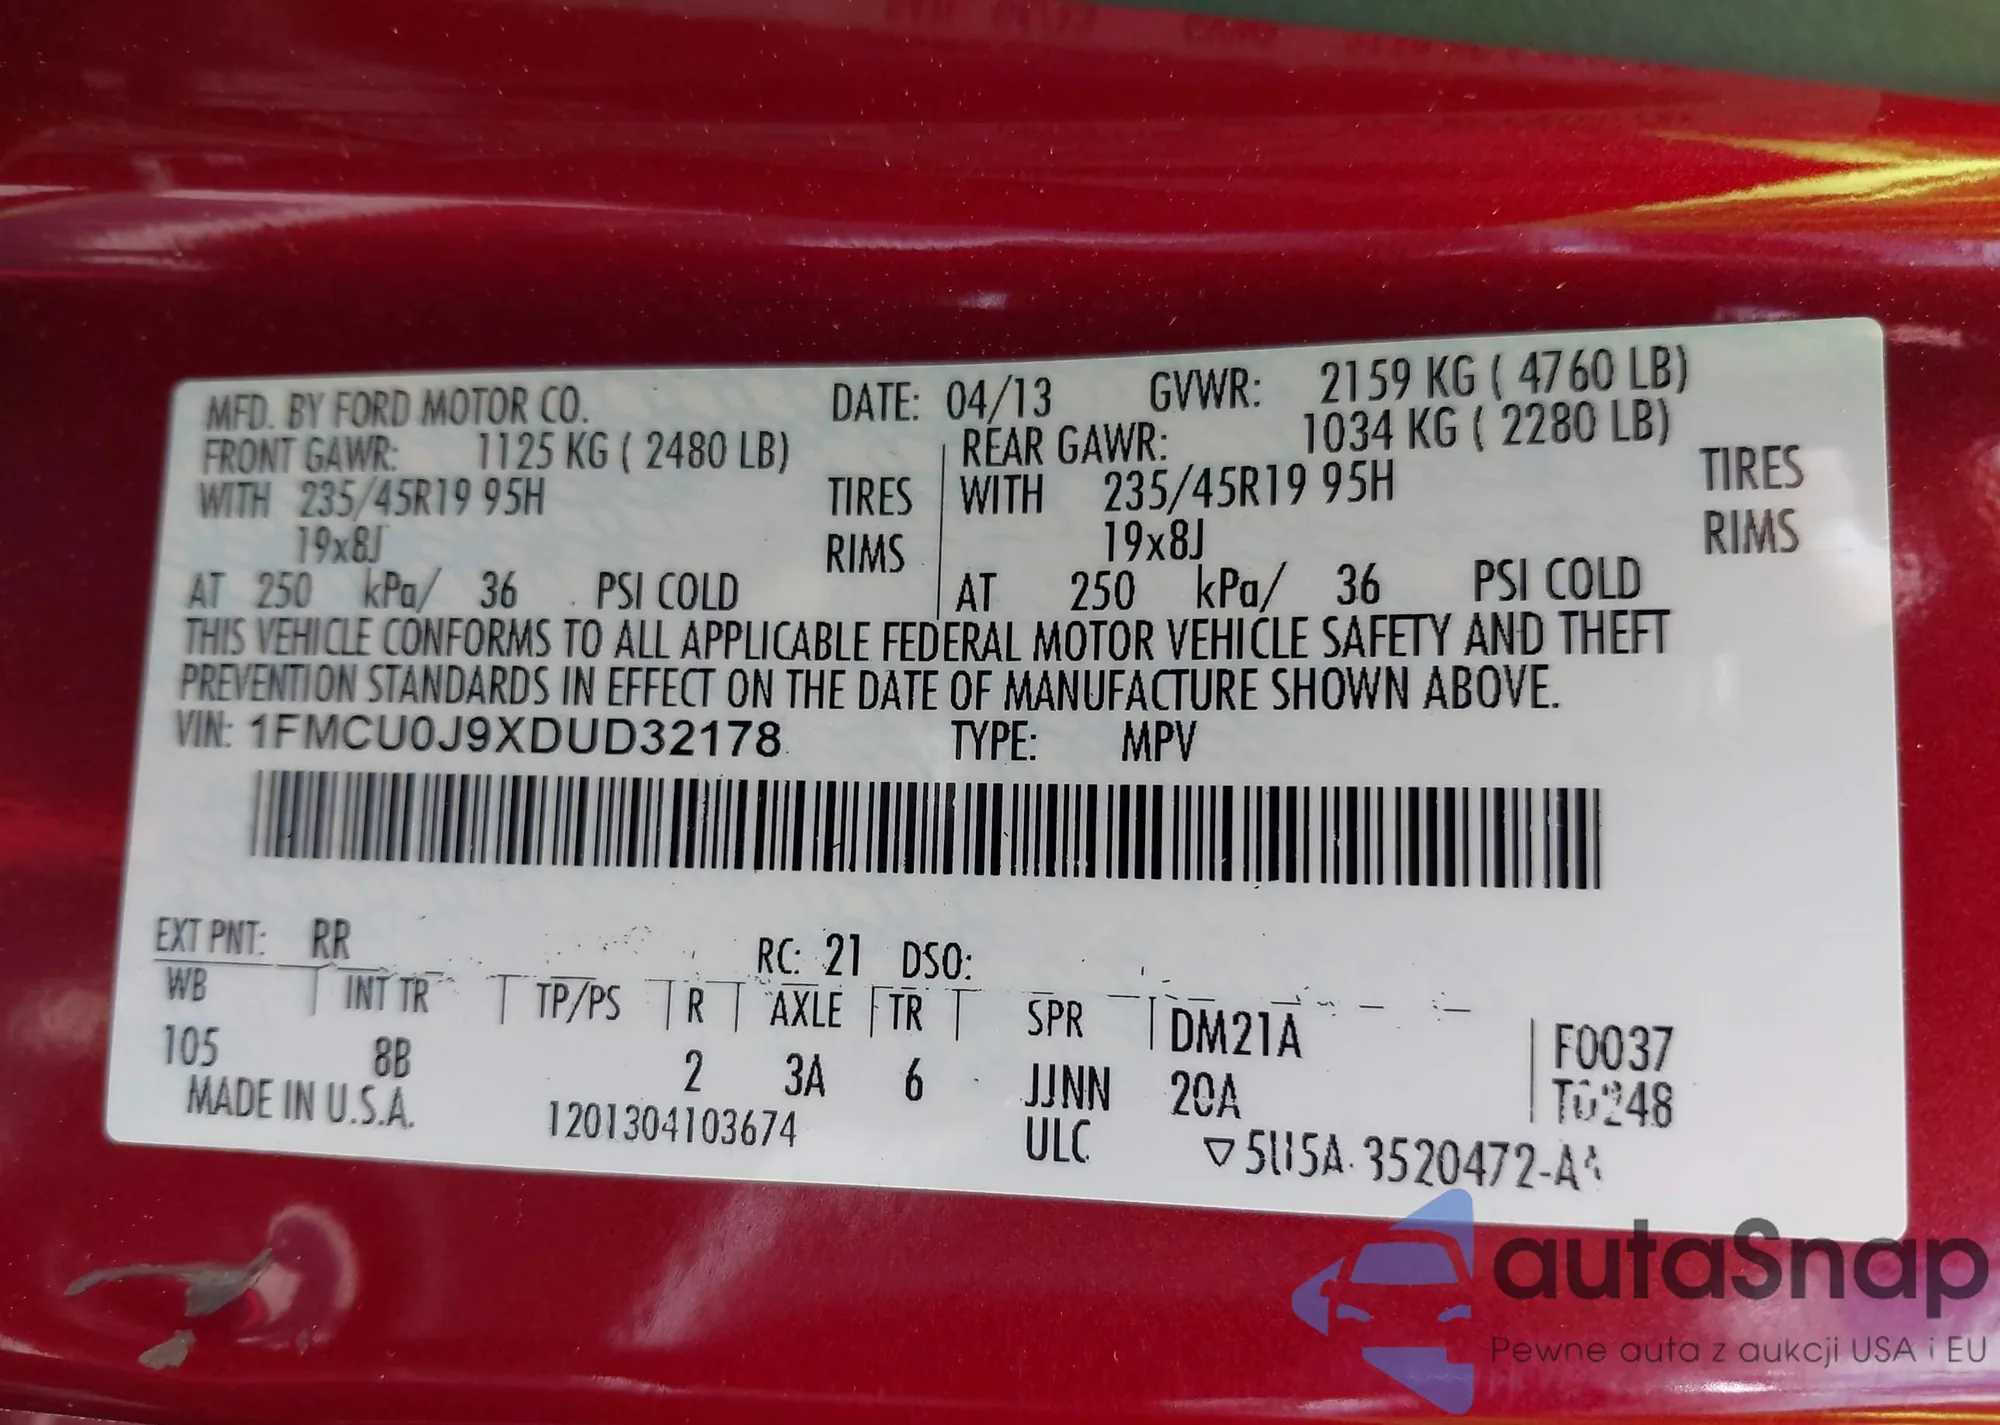 MFD. BY FORD MOTOR CO. DATE: 04/13 GVWR: 2159 KG ( 4760 LB)
FRONT GAWR: 1125 KG ( 2480 LB) REAR GAWR: 1034 KG ( 2280 LB)
WITH 235/45R19 95H TIRES WITH 235/45R19 95H TIRES
19x8J RIMS 19x8J RIMS
AT 250 kPa/ 36 PSI COLD AT 250 kPa/ 36 PSI COLD
THIS VEHICLE CONFORMS TO ALL APPLICABLE FEDERAL MOTOR VEHICLE SAFETY AND THEFT
PREVENTION STANDARDS IN EFFECT ON THE DATE OF MANUFACTURE SHOWN ABOVE.
VIN: 1FMCU0J9XDUD32178 TYPE: MPV
EXT PNT: RR RC: 21 DSO:
WB INT TR TP/PS R AXLE TR SPR DM21A F0037
105 8B 2 3A 6 JJNN 20A
MADE IN U.S.A. 1201304103674 ULC
autaSnap
Pewne auta z aukcji USA i EU